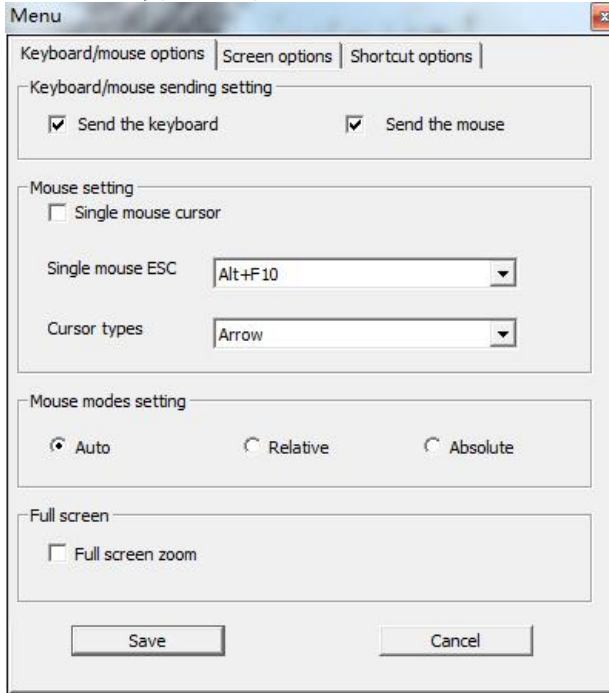 Menu
Keyboard/mouse options Screen options Shortcut options
Keyboard/mouse sending setting
Send the keyboard Send the mouse
Mouse setting
Single mouse cursor
Single mouse ESC Alt+F10
Cursor types Arrow
Mouse modes setting
Auto Relative Absolute
Full screen
Full screen zoom
Save Cancel